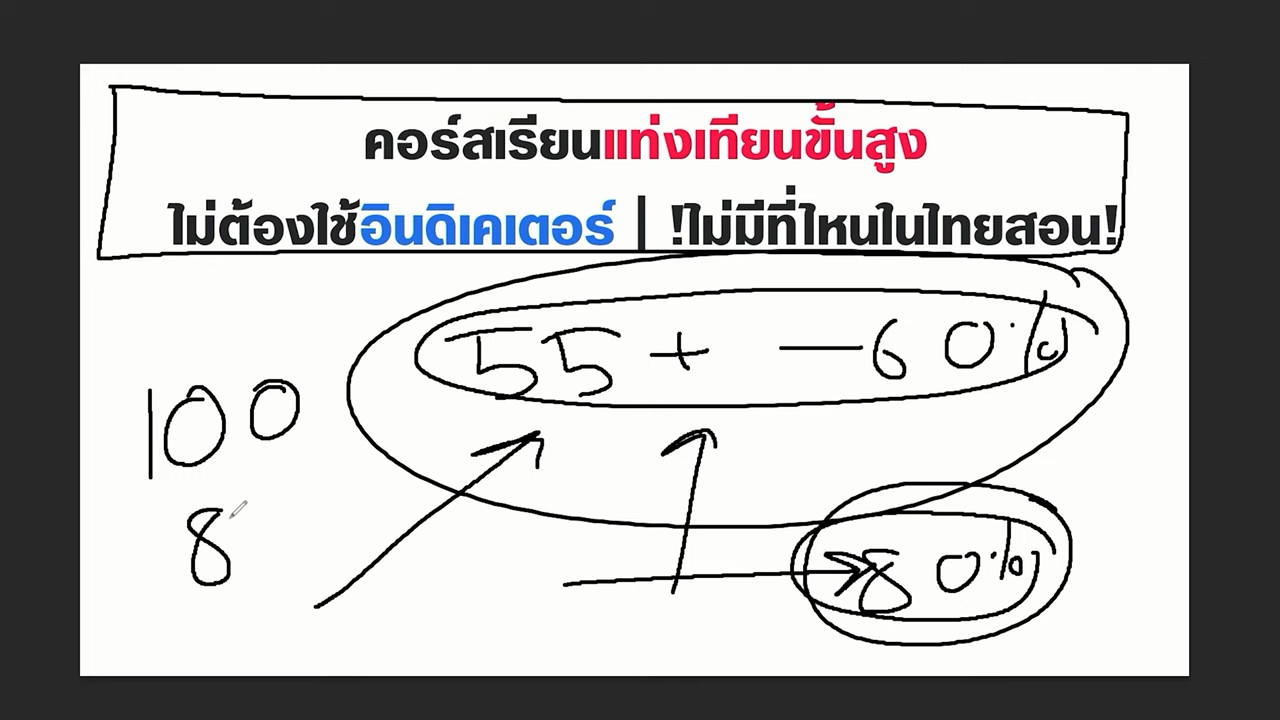 คอร์สเรียนแท่งเทียนขั้นสูง
ไม่ต้องใช้อินดิเคเตอร์ | !ไม่มีที่ไหนในไทยสอน!
55 + - 60%
100
8
80%